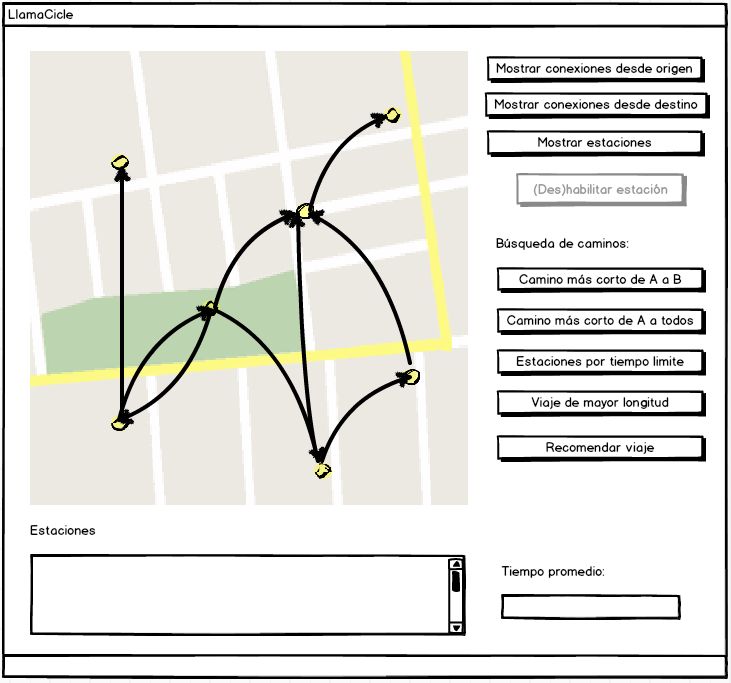 LlamaCicle
Mostrar conexiones desde origen
Mostrar conexiones desde destino
Mostrar estaciones
(Des)habilitar estación
Búsqueda de caminos:
Camino más corto de A a B
Camino más corto de A a todos
Estaciones por tiempo limite
Viaje de mayor longitud
Recomendar viaje
Estaciones
Tiempo promedio: